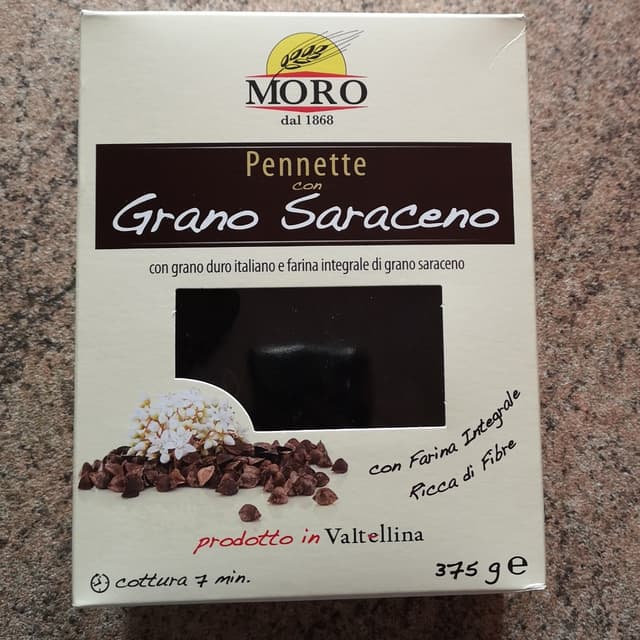 MORO
dal 1868
Pennette
con
Grano Saraceno
con grano duro italiano e farina integrale di grano saraceno
con Farina Integrale
Ricca di Fibre
prodotto in Valtellina
cottura 7 min.
375 g e